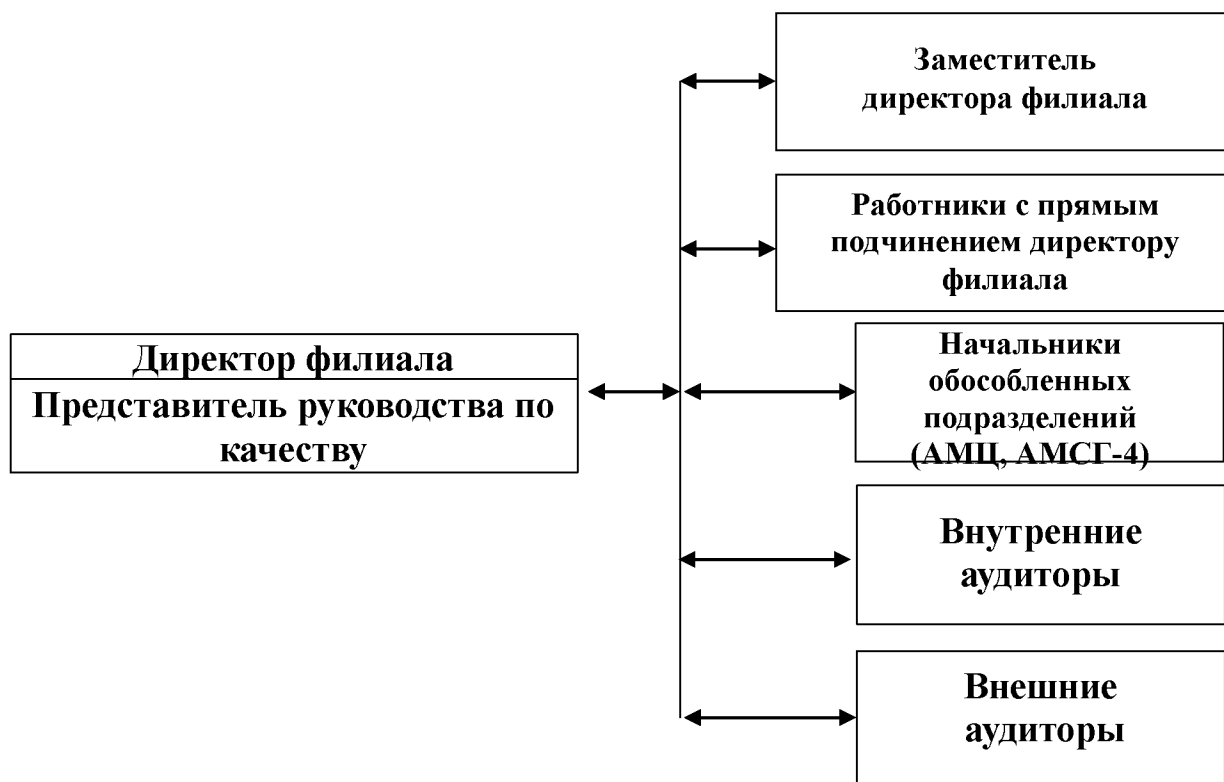 Заместитель
директора филиала
Работники с прямым
подчинением директору
филиала
Директор филиала
Представитель руководства по
качеству
Начальники
обособленных
подразделений
(АМЦ, АМСГ-4)
Внутренние
аудиторы
Внешние
аудиторы